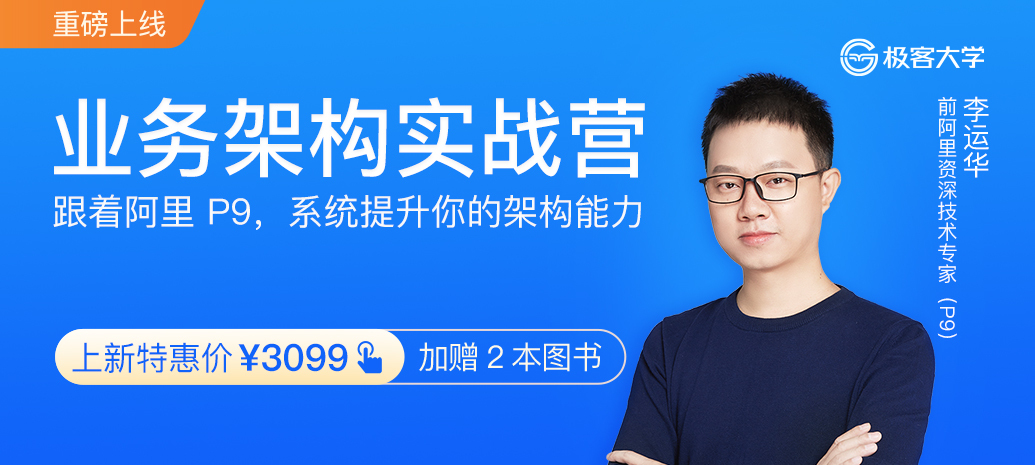 重磅上线
极客大学
业务架构实战营
跟着阿里 P9，系统提升你的架构能力
上新特惠价 ¥3099
加赠 2 本图书
李运华
前阿里资深技术专家（P9）